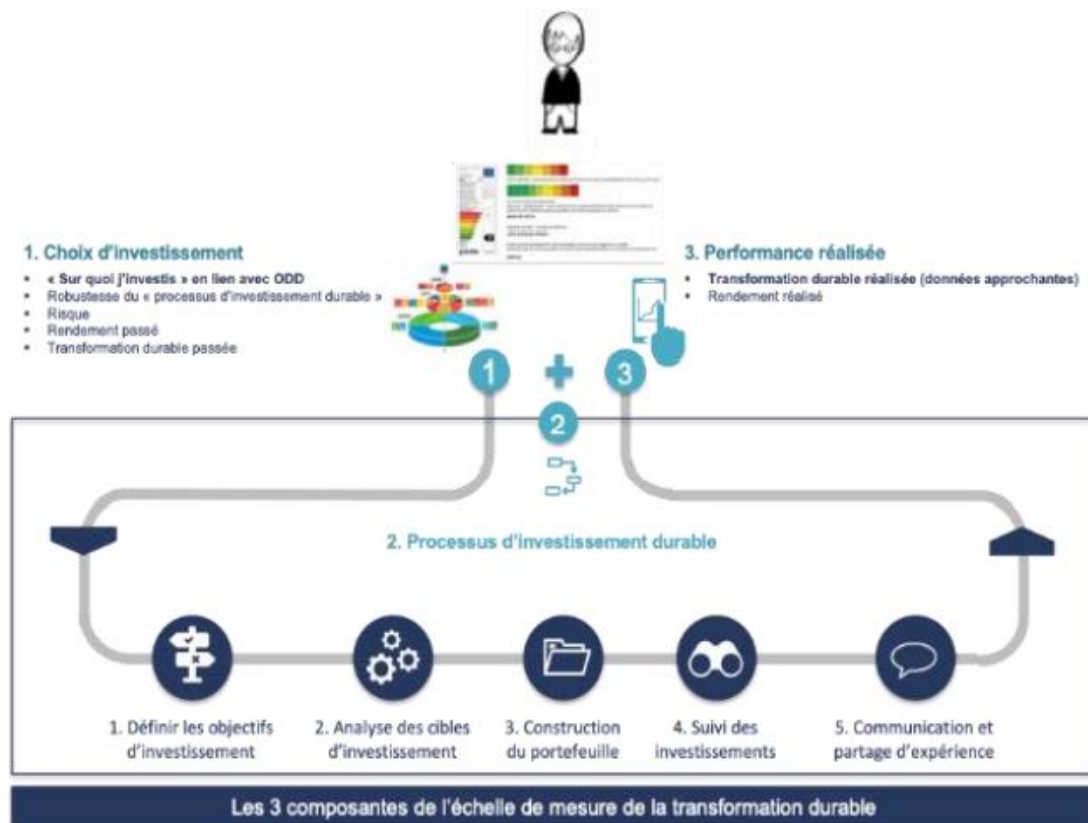 1. Choix d'investissement
▪ « Sur quoi j'investis » en lien avec ODD
▪ Robustesse du « processus d'investissement durable »
▪ Risque
▪ Rendement passé
▪ Transformation durable passée
3. Performance réalisée
▪ Transformation durable réalisée (données approchantes)
▪ Rendement réalisé
1
3
2
2. Processus d'investissement durable
1. Définir les objectifs
d'investissement
2. Analyse des cibles
d'investissement
3. Construction
du portefeuille
4. Suivi des
investissements
5. Communication et
partage d'expérience
Les 3 composantes de l'échelle de mesure de la transformation durable